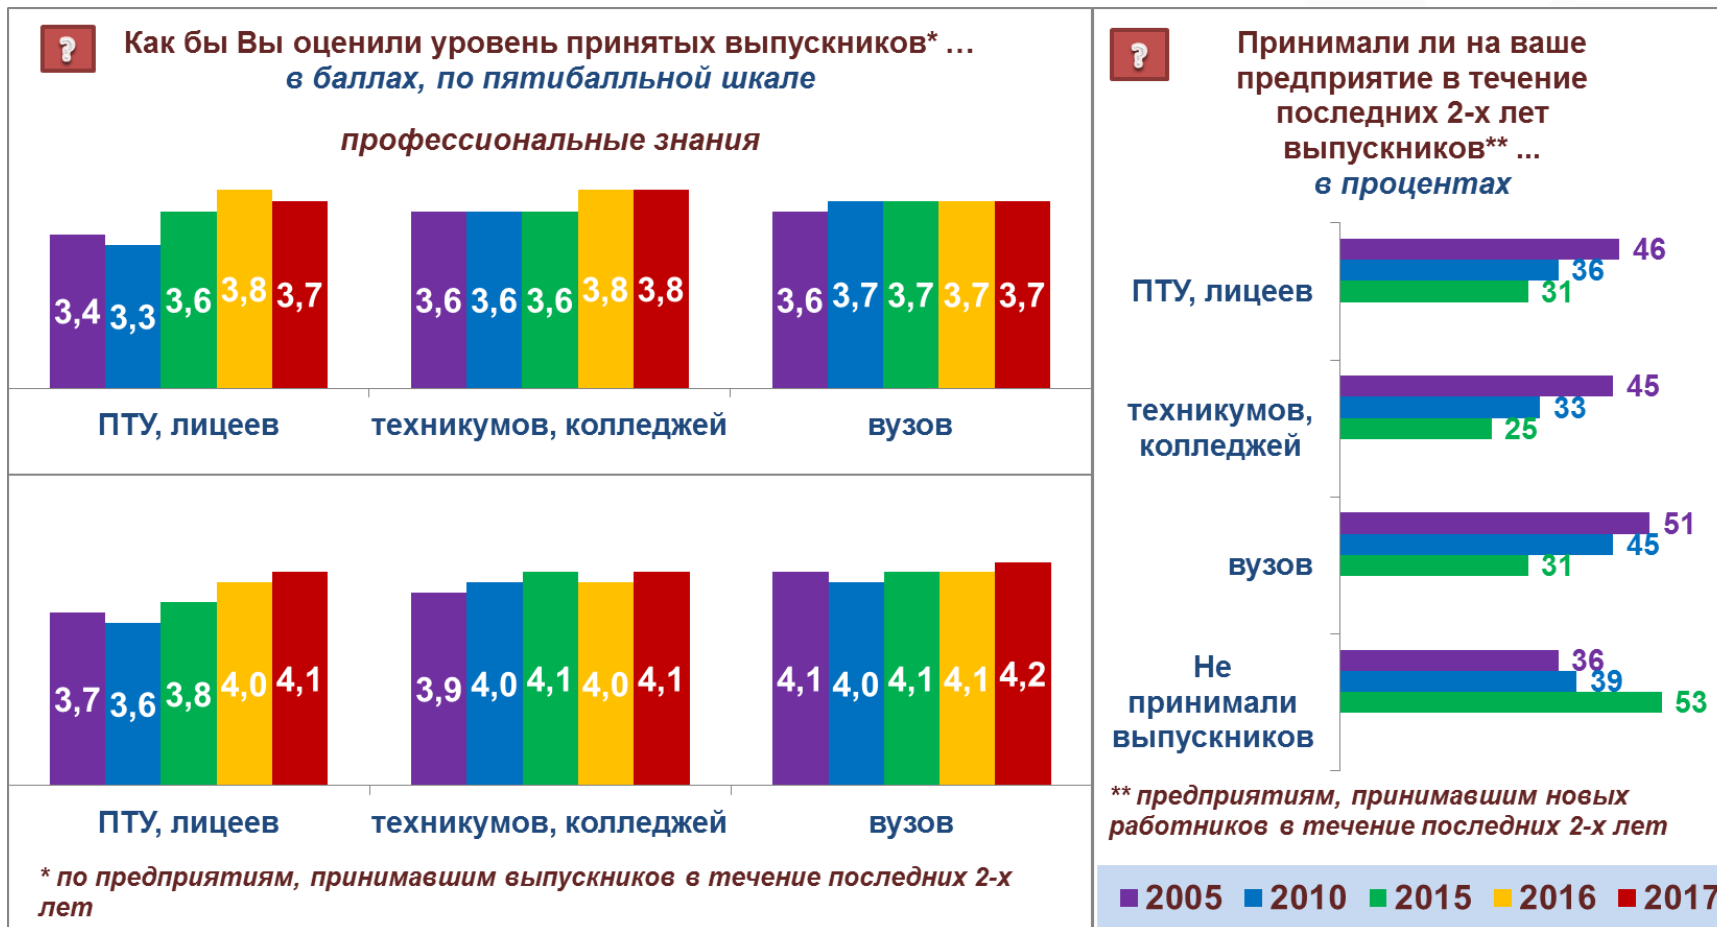 ?
Как бы Вы оценили уровень принятых выпускников* ...
в баллах, по пятибалльной шкале
профессиональные знания
3,4 3,3 3,6 3,8 3,7
3,6 3,6 3,6 3,8 3,8
3,6 3,7 3,7 3,7 3,7
ПТУ, лицеев
техникумов, колледжей
вузов
3,7 3,6 3,8 4,0 4,1
3,9 4,0 4,1 4,0 4,1
4,1 4,0 4,1 4,1 4,2
ПТУ, лицеев
техникумов, колледжей
вузов
* по предприятиям, принимавшим выпускников в течение последних 2-х
лет
?
Принимали ли на ваше
предприятие в течение
последних 2-х лет
выпускников** ...
в процентах
ПТУ, лицеев
46
36
31
техникумов,
колледжей
45
33
25
вузов
51
45
31
Не
принимали
выпускников
36
39
53
** предприятиям, принимавшим новых
работников в течение последних 2-х лет
2005 2010 2015 2016 2017